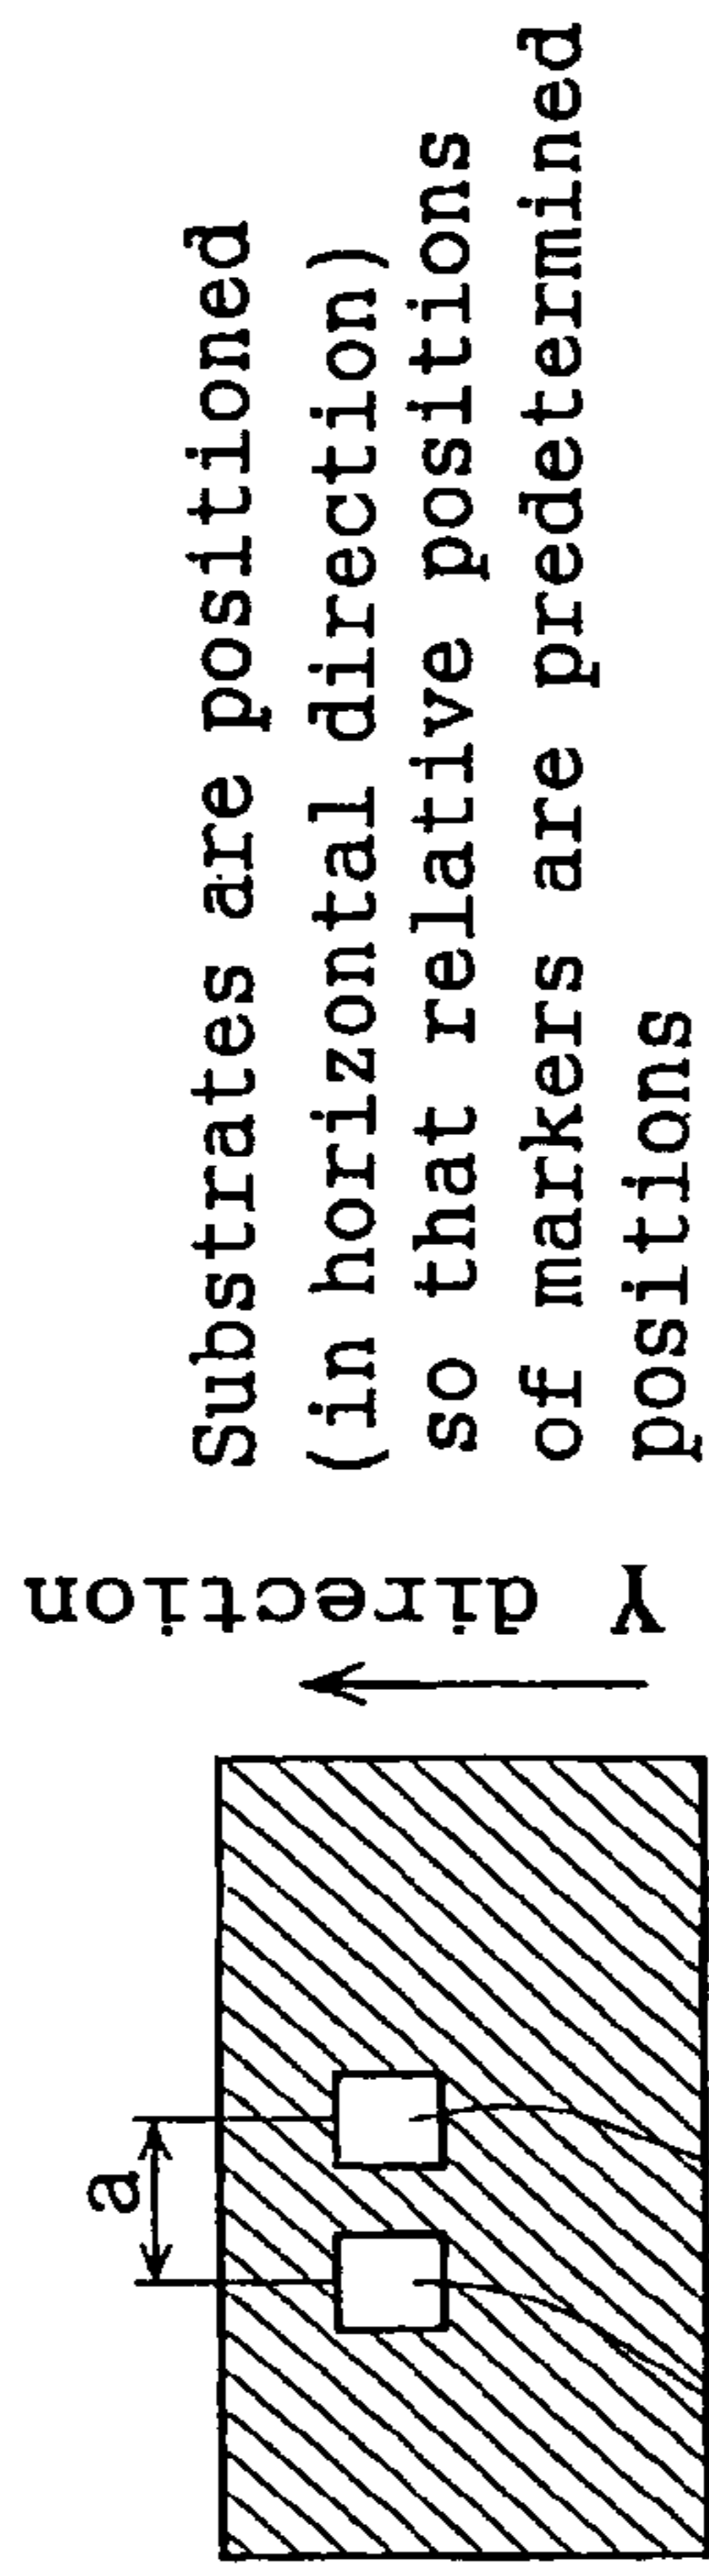 Substrates are positioned
(in horizontal direction)
so that relative positions
of markers are predetermined
positions
Y direction
a